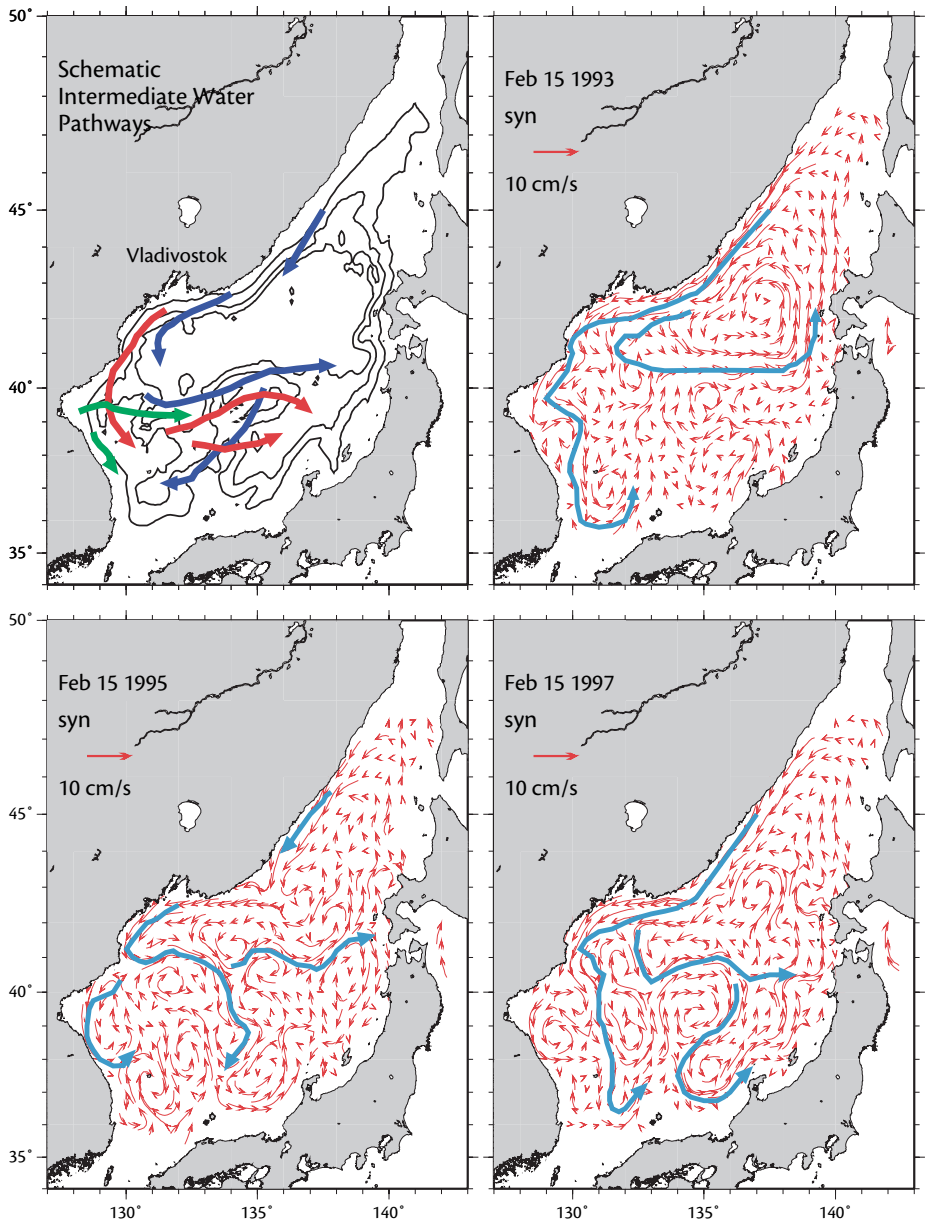 50˚
Schematic
Intermediate Water
Pathways
Vladivostok
45˚
40˚
35˚
Feb 15 1993
syn
10 cm/s
50˚
Feb 15 1995
syn
10 cm/s
45˚
40˚
35˚
130˚ 135˚ 140˚
Feb 15 1997
syn
10 cm/s
130˚ 135˚ 140˚